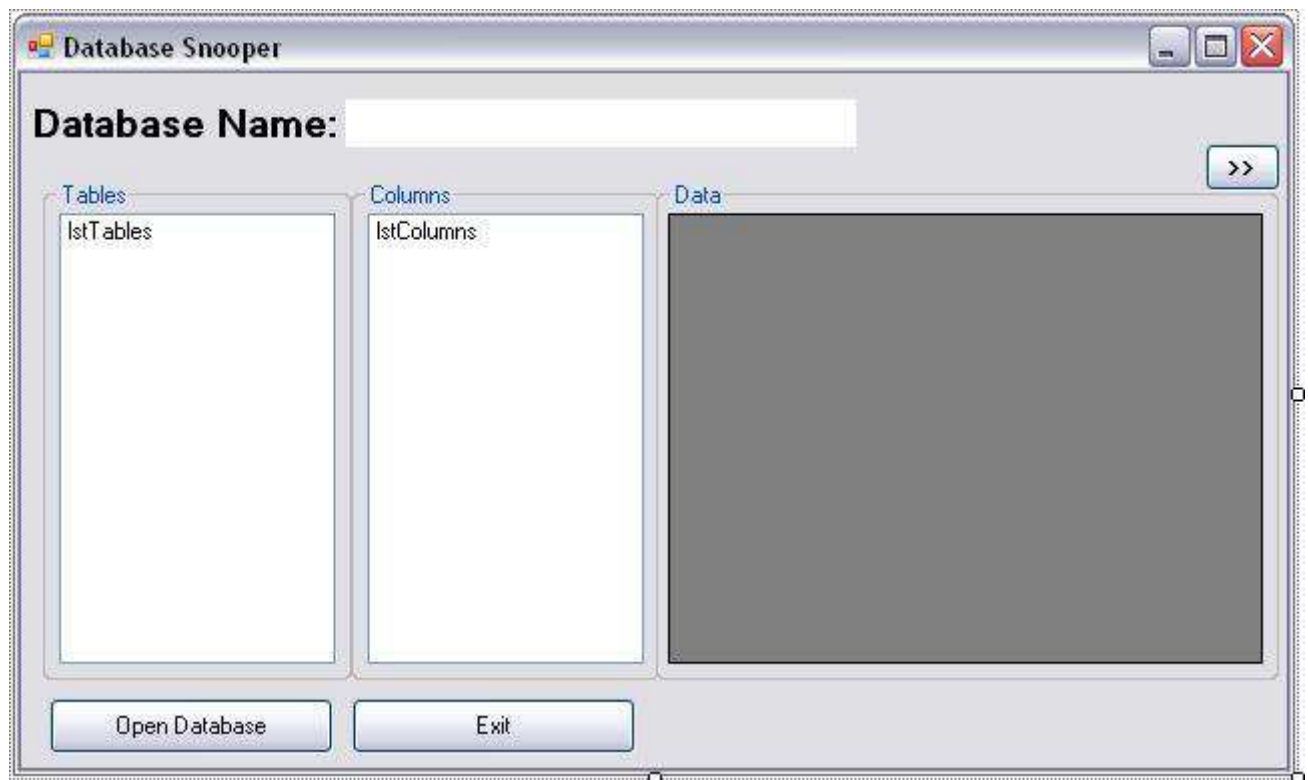 Database Snooper
Database Name:
>>
Tables
Columns
Data
lstTables
lstColumns
Open Database
Exit